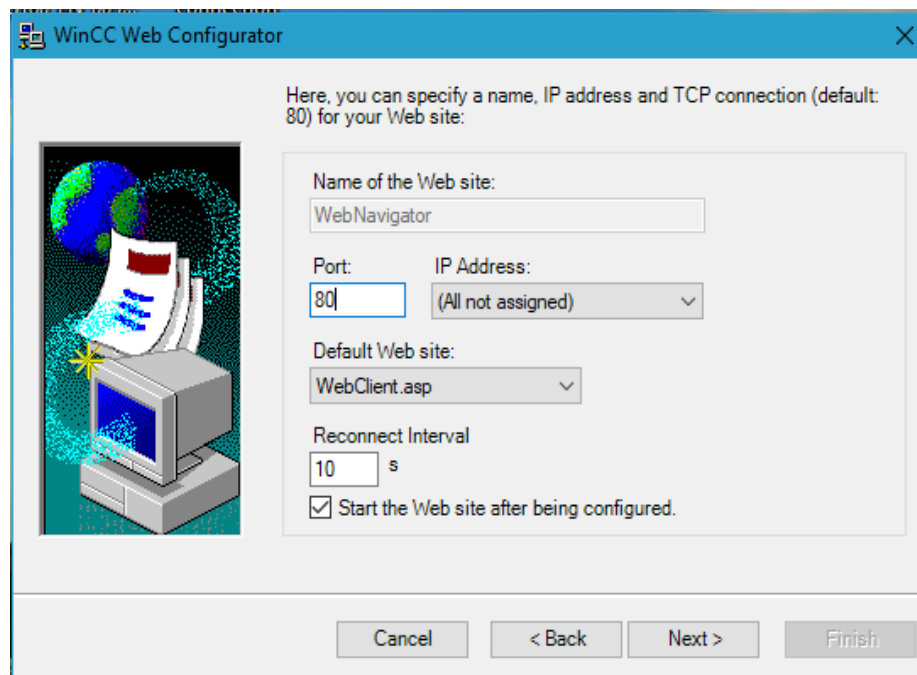 WinCC Web Configurator
Here, you can specify a name, IP address and TCP connection (default:
80) for your Web site:
Name of the Web site:
WebNavigator
Port:
IP Address:
80
(All not assigned)
Default Web site:
WebClient.asp
Reconnect Interval
10 s
Start the Web site after being configured.
Cancel
< Back
Next >
Finish